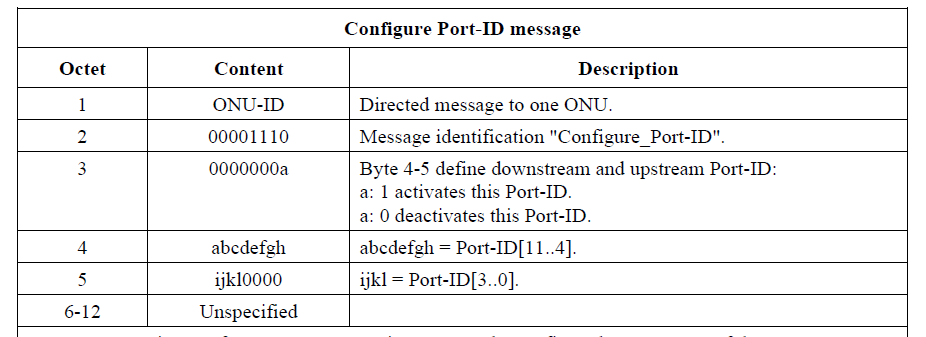 Configure Port-ID message
Octet Content Description
1 ONU-ID Directed message to one ONU.
2 00001110 Message identification "Configure_Port-ID".
3 0000000a Byte 4-5 define downstream and upstream Port-ID:
a: 1 activates this Port-ID.
a: 0 deactivates this Port-ID.
4 abcdefgh abcdefgh = Port-ID[11..4].
5 ijkl0000 ijkl = Port-ID[3..0].
6-12 Unspecified